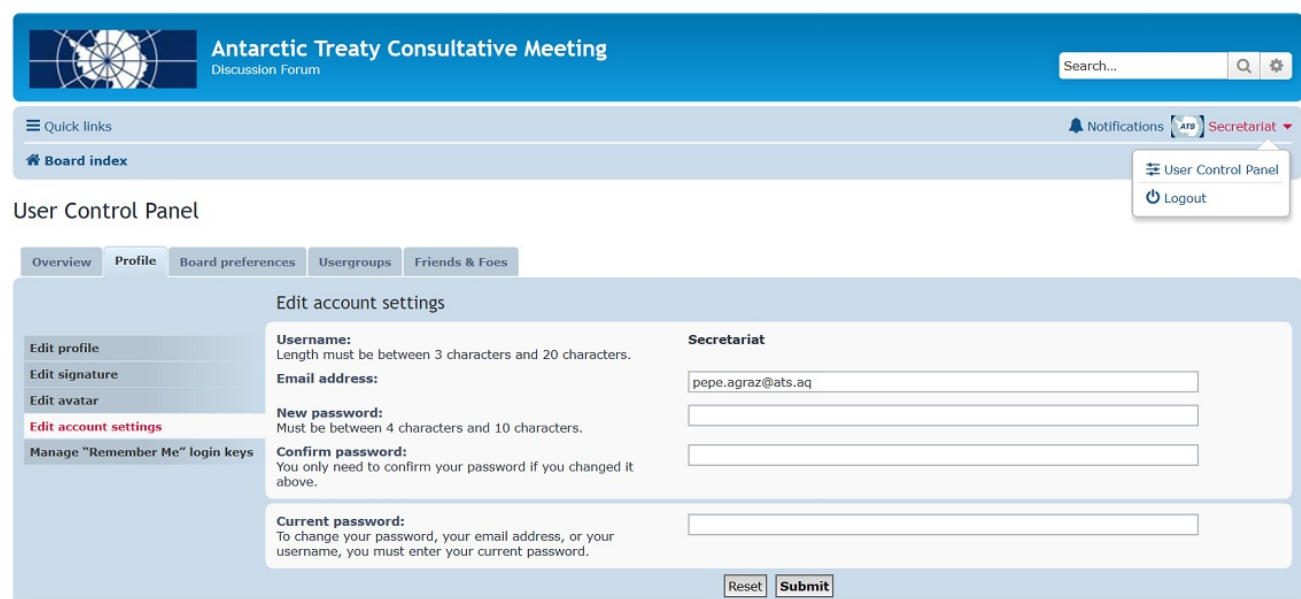 Antarctic Treaty Consultative Meeting
Discussion Forum
Search...
Quick links
Notifications ATS Secretariat
Board index
User Control Panel
Logout
User Control Panel
Overview Profile Board preferences Usergroups Friends & Foes
Edit account settings
Edit profile
Edit signature
Edit avatar
Edit account settings
Manage “Remember Me” login keys
Username:
Length must be between 3 characters and 20 characters.
Secretariat
Email address:
pepe.agraz@ats.aq
New password:
Must be between 4 characters and 10 characters.
Confirm password:
You only need to confirm your password if you changed it
above.
Current password:
To change your password, your email address, or your
username, you must enter your current password.
Reset Submit